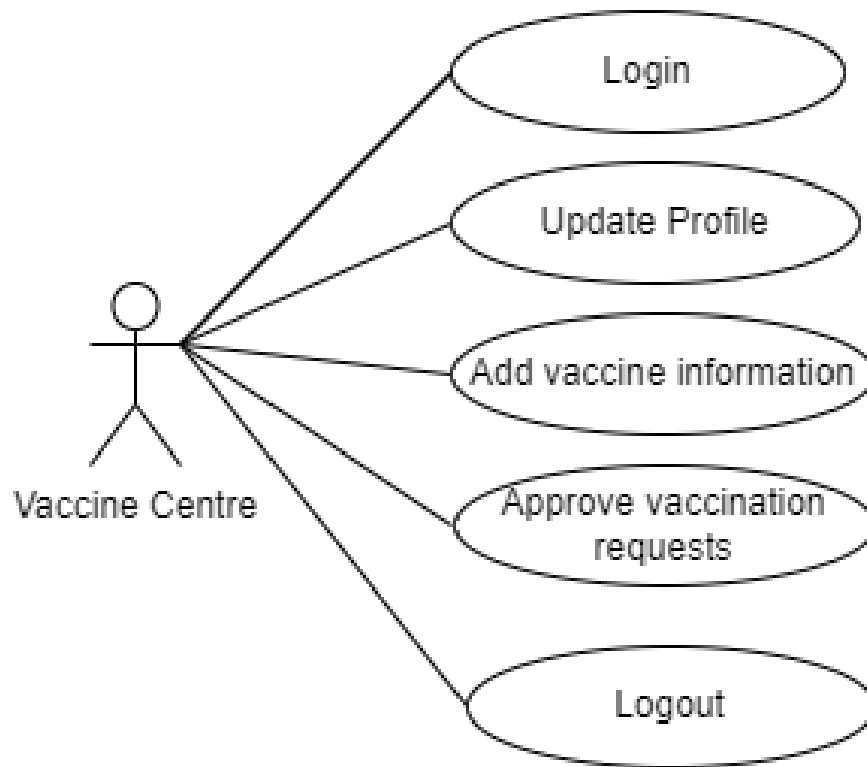 Login
Update Profile
Add vaccine information
Approve vaccination
requests
Vaccine Centre
Logout